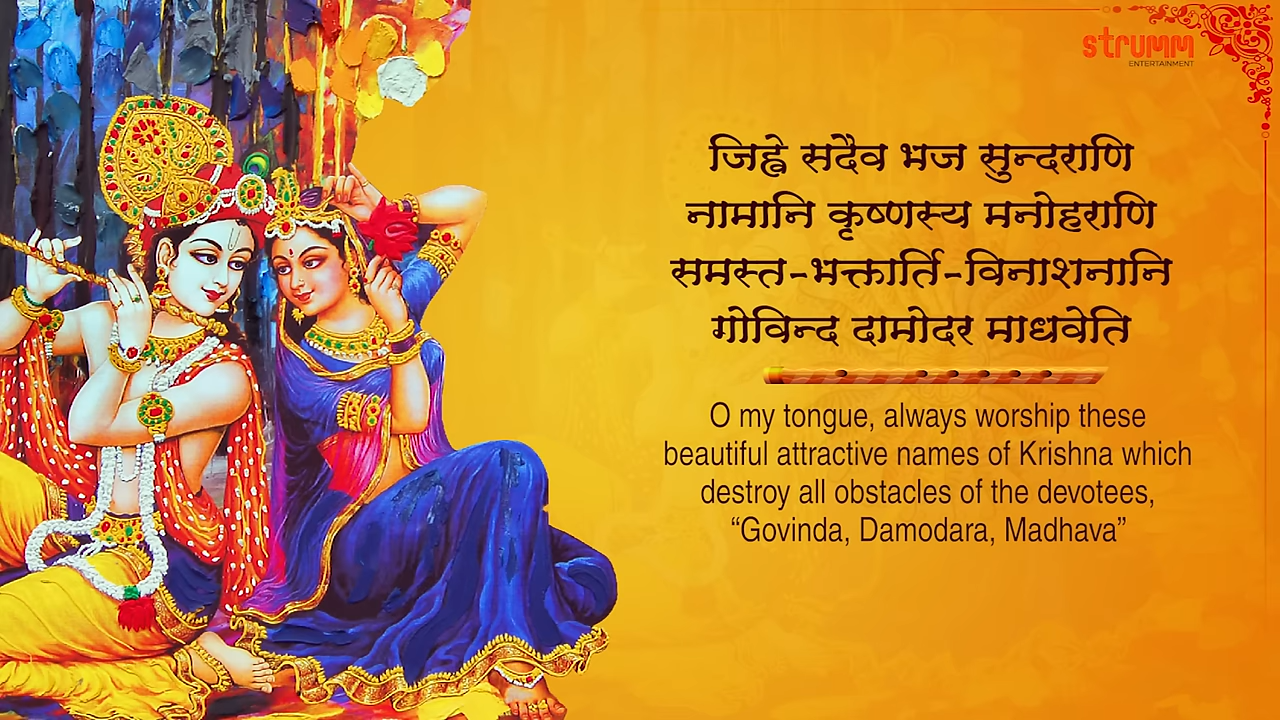 strumm
ENTERTAINMENT
जिह्वे सदैव भज सुन्दराणि
नामानि कृष्णस्य मनोहराणि
समस्त-भक्तार्ति-विनाशनानि
गोविन्द दामोदर माधवेति
O my tongue, always worship these
beautiful attractive names of Krishna which
destroy all obstacles of the devotees,
“Govinda, Damodara, Madhava”